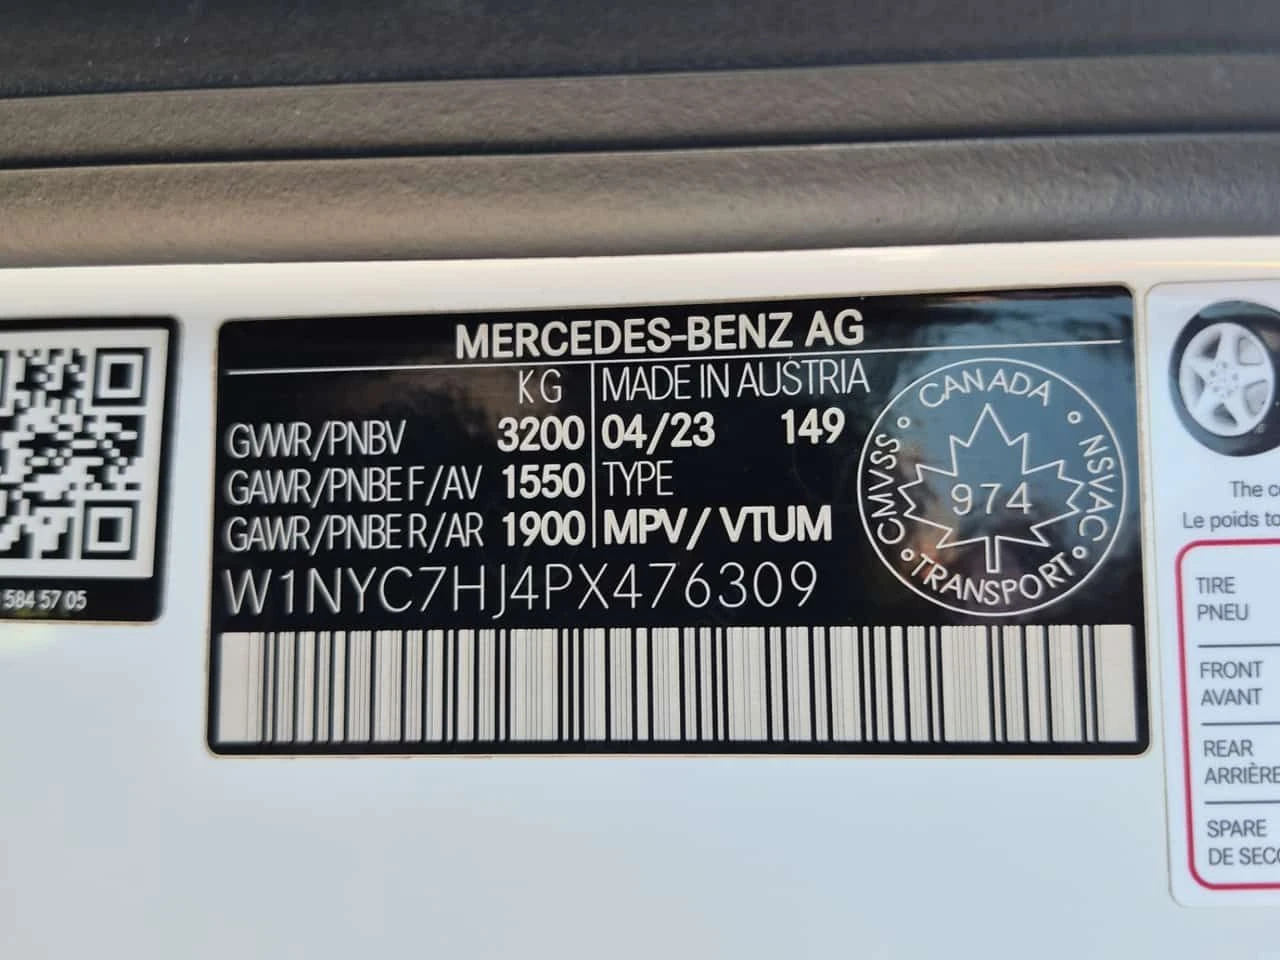 MERCEDES-BENZ AG
KG MADE IN AUSTRIA
GVWR/PNBV 3200 04/23 149
GAWR/PNBE F/AV 1550 TYPE
GAWR/PNBE R/AR 1900 MPV/VTUM
W1NYC7HJ4PX476309
CANADA
CMVSS
NSVAC
974
TRANSPORT
584 57 05
The
Le poids
TIRE
PNEU
FRONT
AVANT
REAR
ARRIÈRE
SPARE
DE